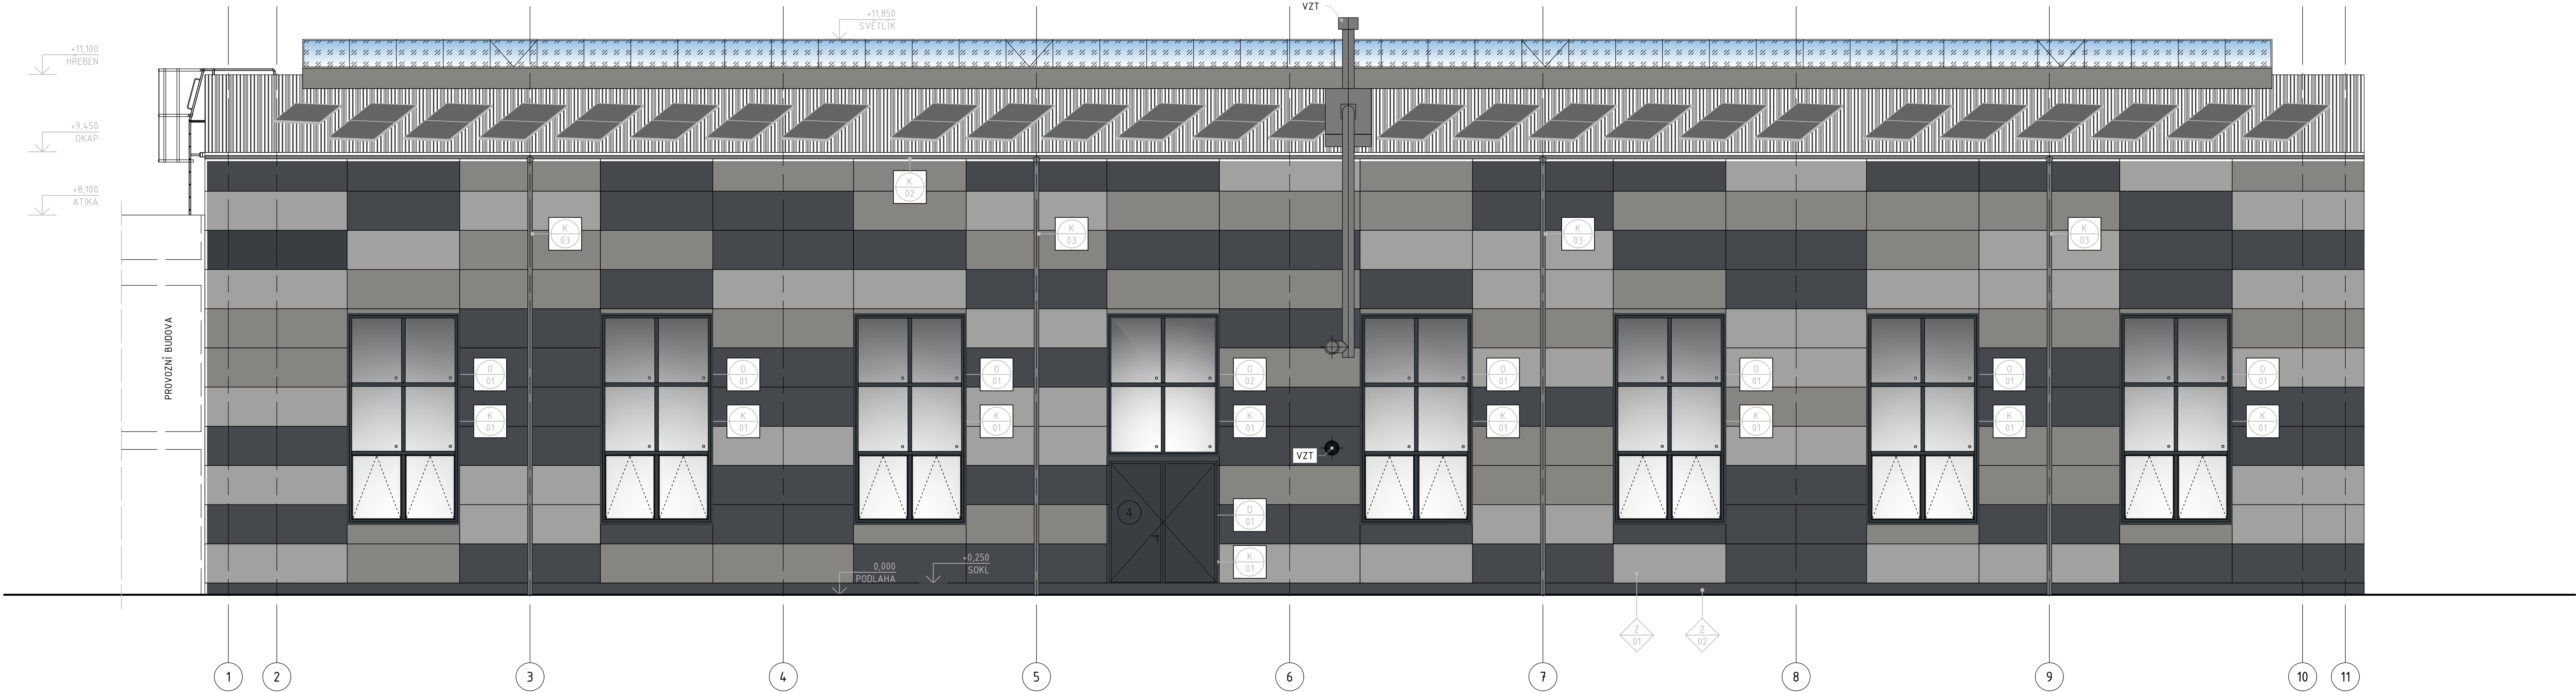 VZT
+11,850
SVĚTLÍK
+11,100
HŘEBEN
+9,450
OKAP
+8,100
ATIKA
K
02
K
03
K
03
K
03
K
03
PROVOZNÍ BUDOVA
O
01
O
01
O
01
O
02
O
01
O
01
O
01
O
01
K
01
K
01
K
01
K
01
K
01
K
01
K
01
K
01
VZT
4
D
01
+0,250
SOKL
K
01
0,000
PODLAHA
Z
01
Z
02
1 2 3 4 5 6 7 8 9 10 11